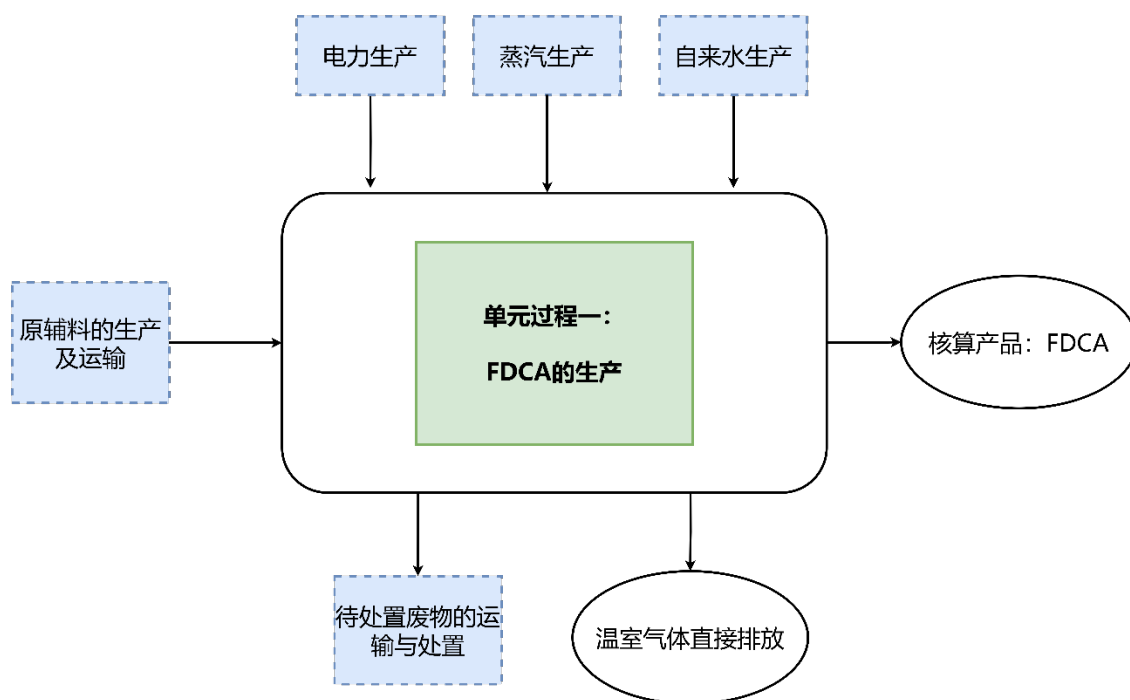 电力生产
蒸汽生产
自来水生产
单元过程一：
FDCA的生产
原辅料的生产
及运输
核算产品：FDCA
待处置废物的运
输与处置
温室气体直接排放